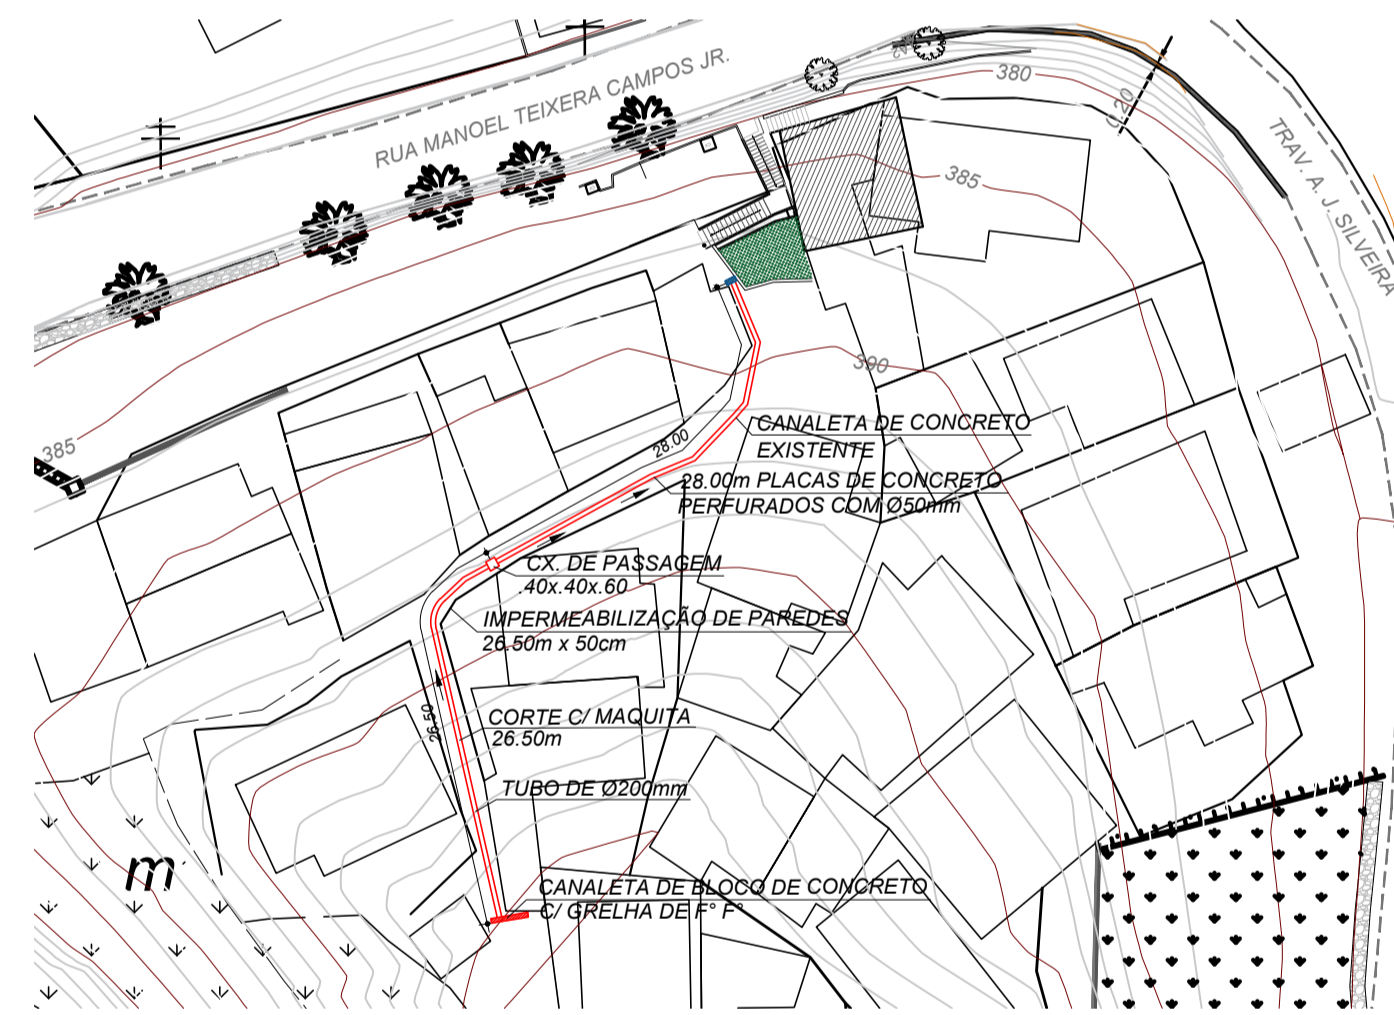 RUA MANOEL TEIXERA CAMPOS JR.
380
0.20
TRAV. A. J. SILVEIRA
385
390
385
CANALETA DE CONCRETO
EXISTENTE
28.00
28.00m PLACAS DE CONCRETO
PERFURADOS COM Ø50mm
CX. DE PASSAGEM
.40x.40x.60
IMPERMEABILIZAÇÃO DE PAREDES
26.50m x 50cm
26.50
CORTE C/ MAQUITA
26.50m
TUBO DE Ø200mm
m
CANALETA DE BLOCO DE CONCRETO
C/ GRELHA DE F° F°